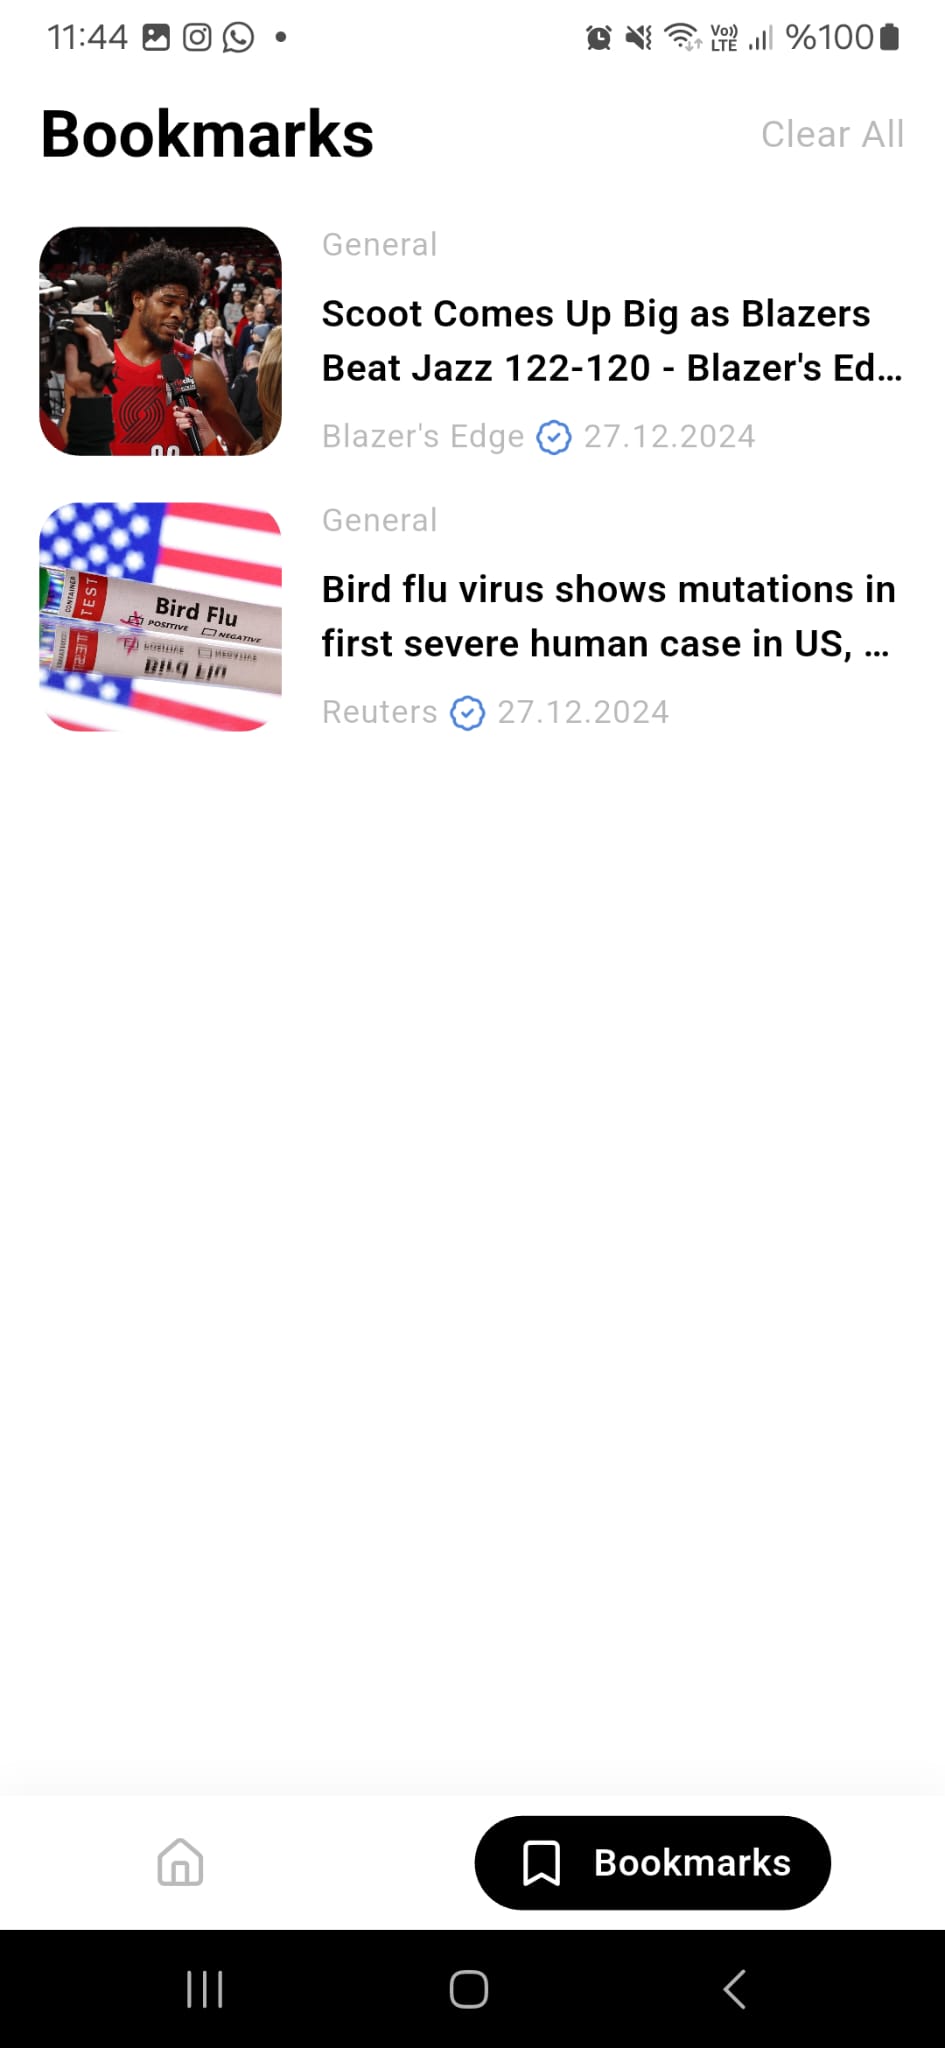 11:44
Vo)) LTE
%100
Bookmarks
Clear All
General
Scoot Comes Up Big as Blazers
Beat Jazz 122-120 - Blazer's Ed...
Blazer's Edge 27.12.2024
General
Bird flu virus shows mutations in
first severe human case in US, ...
Reuters 27.12.2024
CONTAINER
TEST
Bird Flu
POSITIVE NEGATIVE
Bookmarks